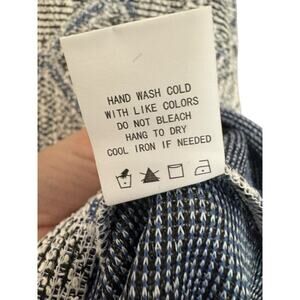 HAND WASH COLD
WITH LIKE COLORS
DO NOT BLEACH
HANG TO DRY
COOL IRON IF NEEDED